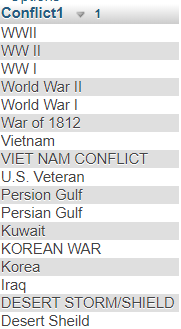 Options
Conflict1 1
WWII
WW II
WW I
World War II
World War I
War of 1812
Vietnam
VIET NAM CONFLICT
U.S. Veteran
Persion Gulf
Persian Gulf
Kuwait
KOREAN WAR
Korea
Iraq
DESERT STORM/SHIELD
Desert Sheild